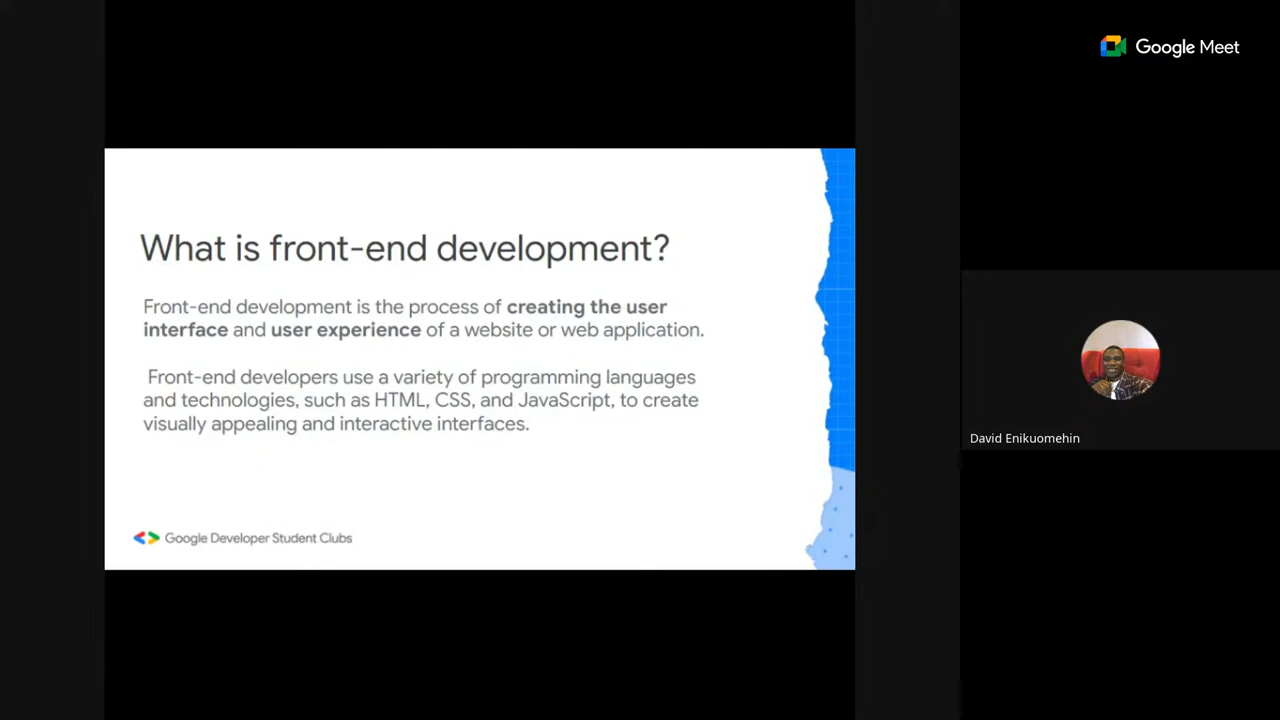 Google Meet
What is front-end development?
Front-end development is the process of creating the user
interface and user experience of a website or web application.
Front-end developers use a variety of programming languages
and technologies, such as HTML, CSS, and JavaScript, to create
visually appealing and interactive interfaces.
Google Developer Student Clubs
David Enikuomehin